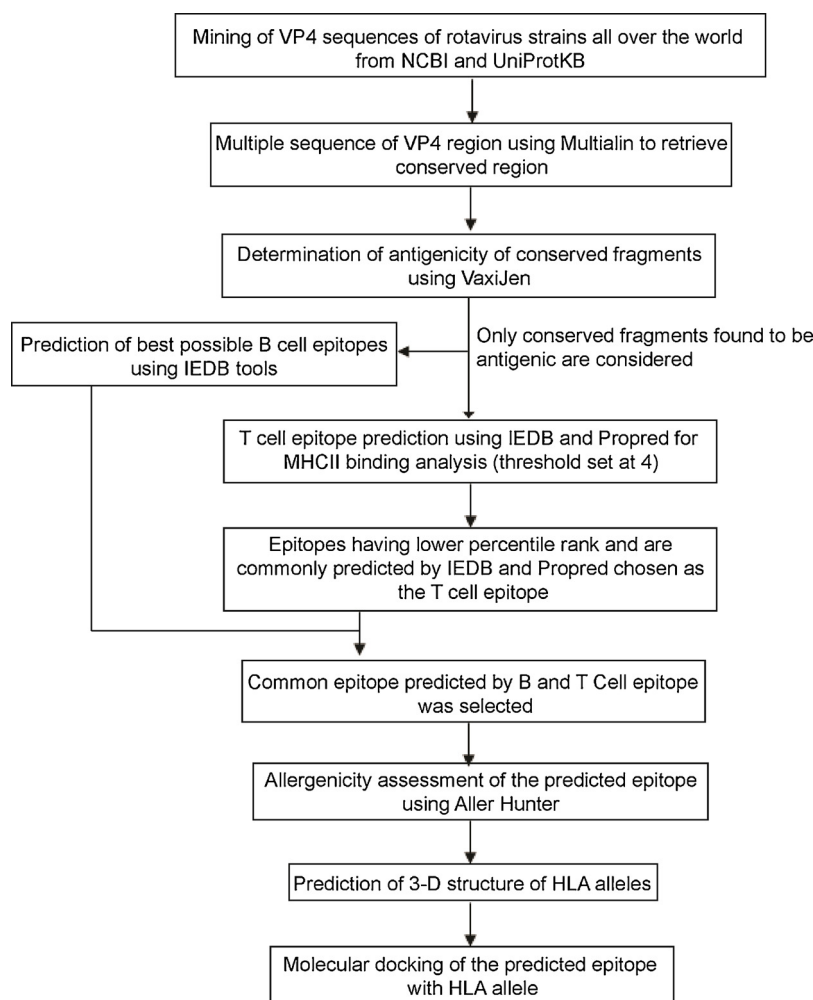 Mining of VP4 sequences of rotavirus strains all over the world
from NCBI and UniProtKB
Multiple sequence of VP4 region using Multialin to retrieve
conserved region
Determination of antigenicity of conserved fragments
using VaxiJen
Only conserved fragments found to be
antigenic are considered
Prediction of best possible B cell epitopes
using IEDB tools
T cell epitope prediction using IEDB and Propred for
MHCII binding analysis (threshold set at 4)
Epitopes having lower percentile rank and are
commonly predicted by IEDB and Propred chosen as
the T cell epitope
Common epitope predicted by B and T Cell epitope
was selected
Allergenicity assessment of the predicted epitope
using Aller Hunter
Prediction of 3-D structure of HLA alleles
Molecular docking of the predicted epitope
with HLA allele